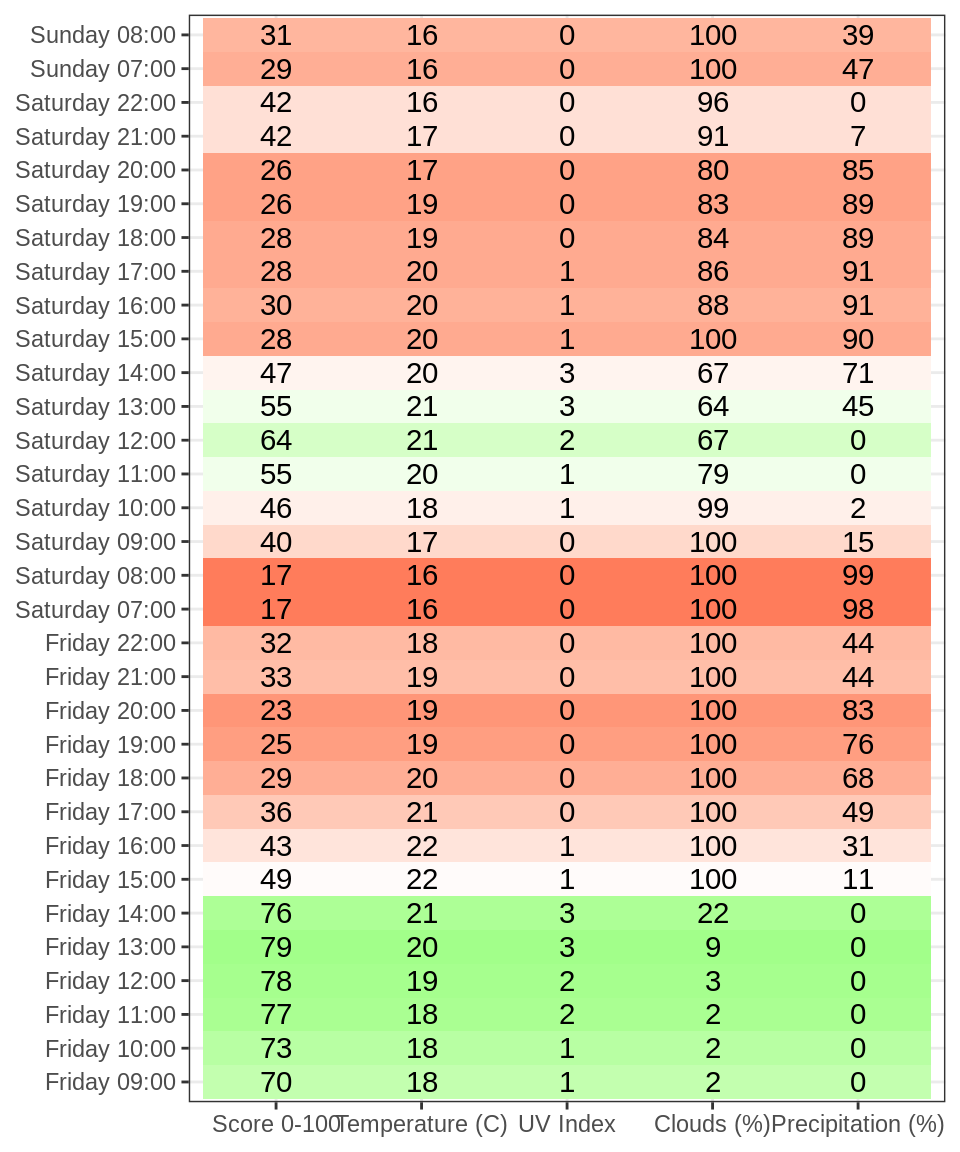 Sunday 08:00 31 16 0 100 39
Sunday 07:00 29 16 0 100 47
Saturday 22:00 42 16 0 96 0
Saturday 21:00 42 17 0 91 7
Saturday 20:00 26 17 0 80 85
Saturday 19:00 26 19 0 83 89
Saturday 18:00 28 19 0 84 89
Saturday 17:00 28 20 1 86 91
Saturday 16:00 30 20 1 88 91
Saturday 15:00 28 20 1 100 90
Saturday 14:00 47 20 3 67 71
Saturday 13:00 55 21 3 64 45
Saturday 12:00 64 21 2 67 0
Saturday 11:00 55 20 1 79 0
Saturday 10:00 46 18 1 99 2
Saturday 09:00 40 17 0 100 15
Saturday 08:00 17 16 0 100 99
Saturday 07:00 17 16 0 100 98
Friday 22:00 32 18 0 100 44
Friday 21:00 33 19 0 100 44
Friday 20:00 23 19 0 100 83
Friday 19:00 25 19 0 100 76
Friday 18:00 29 20 0 100 68
Friday 17:00 36 21 0 100 49
Friday 16:00 43 22 1 100 31
Friday 15:00 49 22 1 100 11
Friday 14:00 76 21 3 22 0
Friday 13:00 79 20 3 9 0
Friday 12:00 78 19 2 3 0
Friday 11:00 77 18 2 2 0
Friday 10:00 73 18 1 2 0
Friday 09:00 70 18 1 2 0
Score 0-100 Temperature (C) UV Index Clouds (%) Precipitation (%)